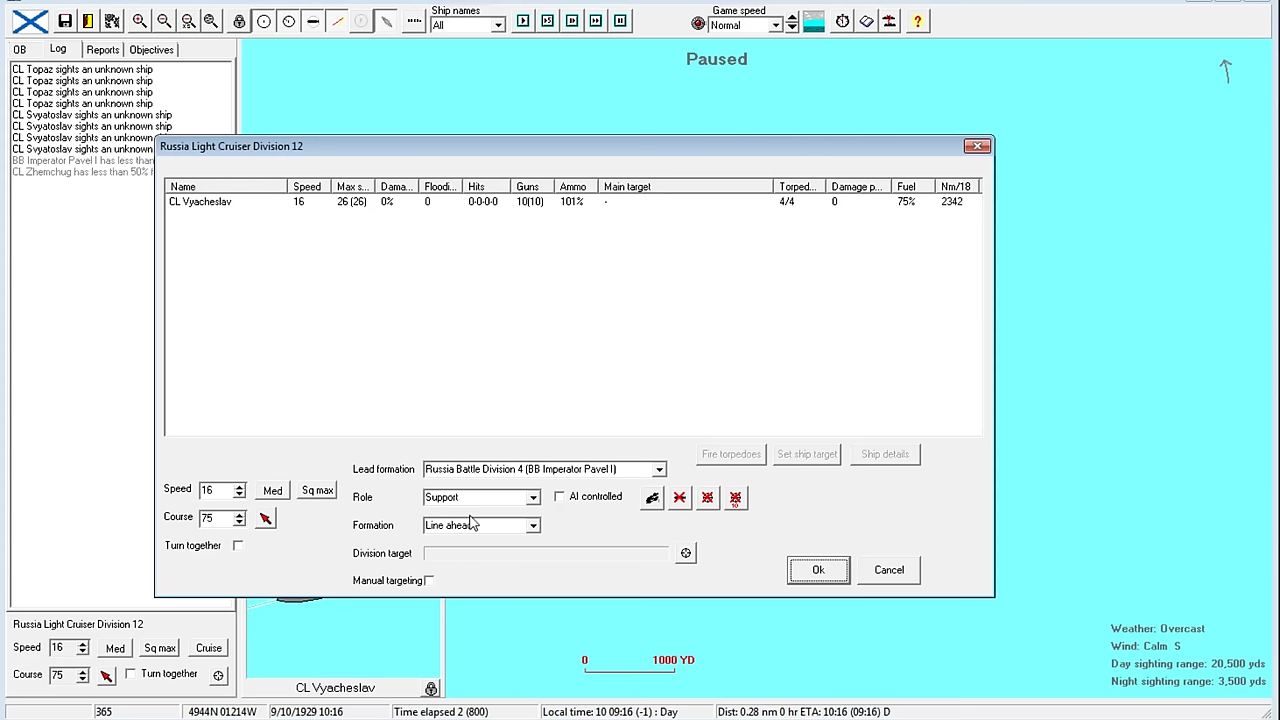 Ship names
All
Game speed
Normal
?
OB
Log
Reports
Objectives
Paused
CL Topaz sights an unknown ship
CL Topaz sights an unknown ship
CL Topaz sights an unknown ship
CL Topaz sights an unknown ship
CL Svyatoslav sights an unknown ship
CL Svyatoslav sights an unknown ship
CL Svyatoslav sights an unknown
CL Svyatoslav sights an unknown
BB Imperator Pavel I has less than
CL Zhemchug has less than 50%
Russia Light Cruiser Division 12
Name Speed Max s... Dama... Floodi... Hits Guns Ammo Main target Torped... Damage p... Fuel Nm/18
CL Vyacheslav 16 26 (26) 0% 0 0-0-0-0 10(10) 101% - 4/4 0 75% 2342
Fire torpedoes
Set ship target
Ship details
Lead formation Russia Battle Division 4 (BB Imperator Pavel I)
Speed 16 Med Sq max
Role Support AI controlled
10
Course 75
Formation Line ahead
Turn together
Division target
Manual targeting
Ok
Cancel
Russia Light Cruiser Division 12
Speed 16 Med Sq max Cruise
Course 75 Turn together
CL Vyacheslav
0 1000 YD
Weather: Overcast
Wind: Calm S
Day sighting range: 20,500 yds
Night sighting range: 3,500 yds
365
4944N 01214W
9/10/1929 10:16
Time elapsed 2 (800)
Local time: 10 09:16 (-1) : Day
Dist: 0.28 nm 0 hr ETA: 10:16 (09:16) D